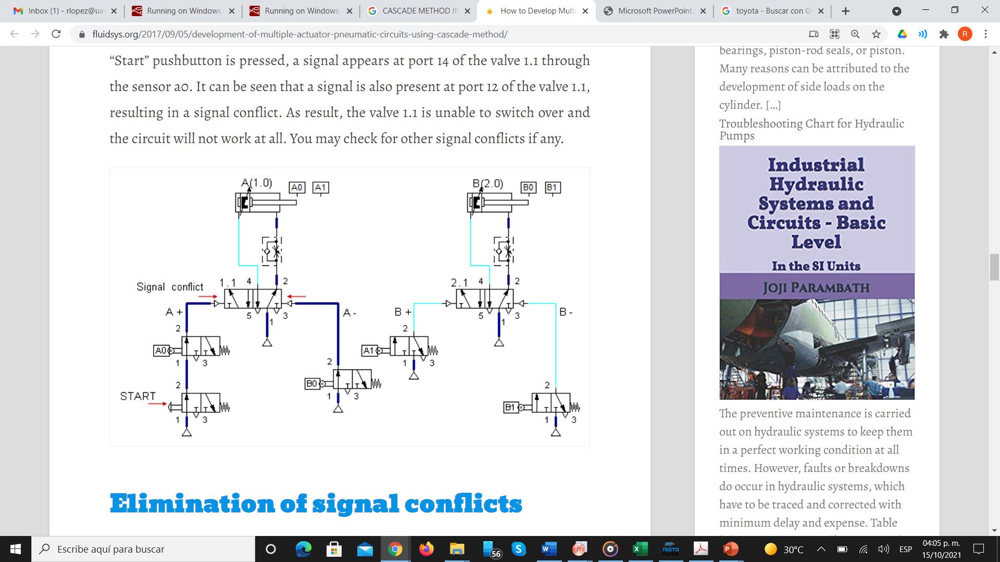 Inbox (1) - rlopez@ua
Running on Windows
Running on Windows
CASCADE METHOD IN
How to Develop Multi
Microsoft PowerPoint
toyota - Buscar con G
fluidsys.org/2017/09/05/development-of-multiple-actuator-pneumatic-circuits-using-cascade-method/
R
“Start” pushbutton is pressed, a signal appears at port 14 of the valve 1.1 through
the sensor a0. It can be seen that a signal is also present at port 12 of the valve 1.1,
resulting in a signal conflict. As result, the valve 1.1 is unable to switch over and
the circuit will not work at all. You may check for other signal conflicts if any.
A(1.0) A0 A1
B(2.0) B0 B1
Signal conflict 1.1 4 2
2.1 4 2
A + 5 1 3 A -
B + 5 1 3 B -
2
A0
1 3
2
A1
1 3
2
B0
1 3
START
2
1 3
2
B1
1 3
Elimination of signal conflicts
bearings, piston-rod seals, or piston.
Many reasons can be attributed to the
development of side loads on the
cylinder. [...]
Troubleshooting Chart for Hydraulic
Pumps
Industrial
Hydraulic
Systems and
Circuits - Basic
Level
In the SI Units
JOJI PARAMBATH
The preventive maintenance is carried
out on hydraulic systems to keep them
in a perfect working condition at all
times. However, faults or breakdowns
do occur in hydraulic systems, which
have to be traced and corrected with
minimum delay and expense. Table
Escribe aquí para buscar
56
FESTO
30°C
ESP
04:05 p. m.
15/10/2021